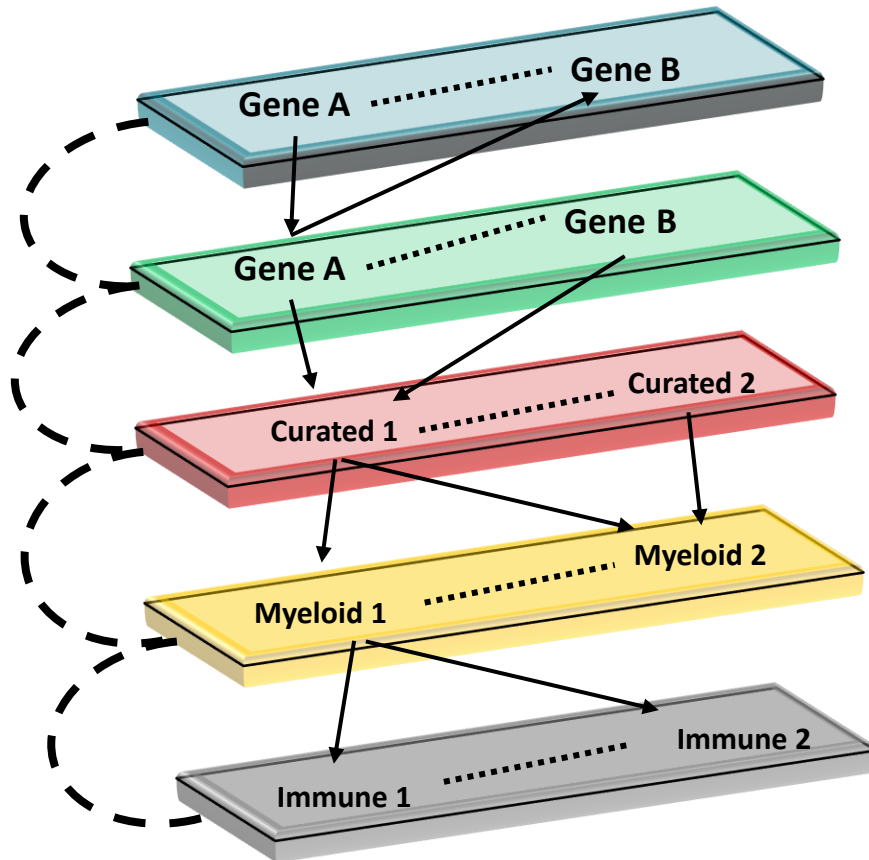 Gene A
Gene B
Gene A
Gene B
Curated 1
Curated 2
Myeloid 1
Myeloid 2
Immune 1
Immune 2